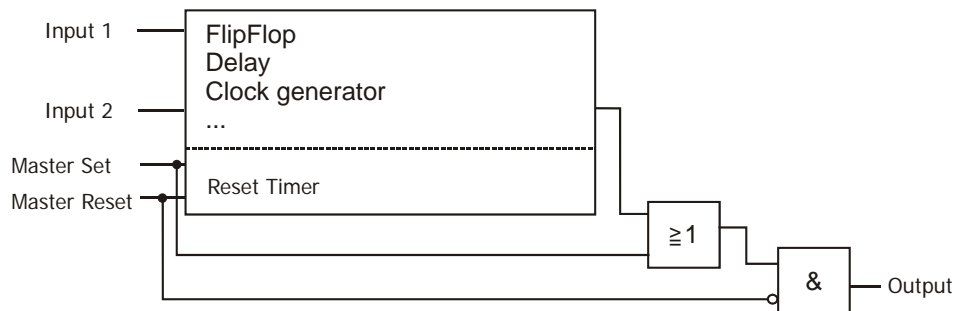 Input 1
FlipFlop
Delay
Clock generator
Input 2
...
Master Set
Master Reset
Reset Timer
≧1
&
Output